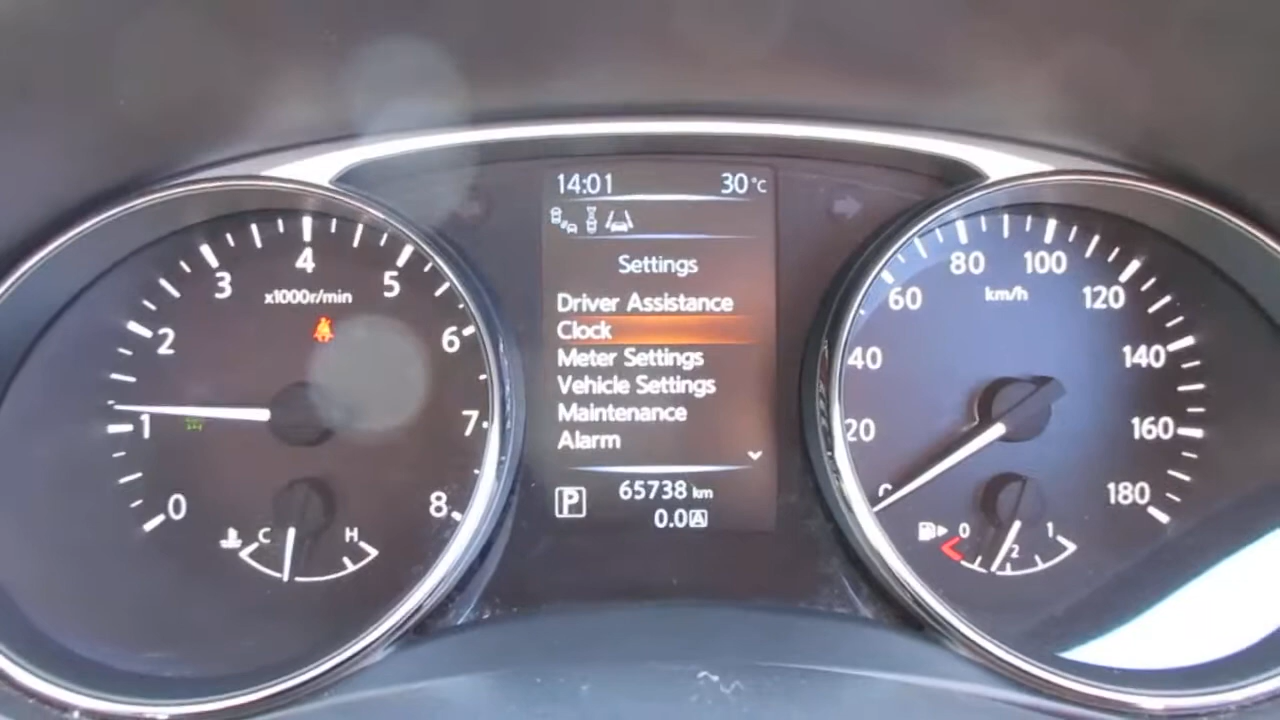 14:01 30°C
Settings
Driver Assistance
Clock
Meter Settings
Vehicle Settings
Maintenance
Alarm
P 65738 km
0.0 A
0 1 2 3 4 5 6 7 8
x1000r/min
C H
0 20 40 60 80 100 120 140 160 180
km/h
0 1
2